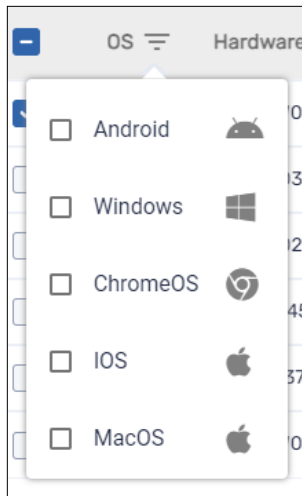 OS Hardware
Android
Windows
ChromeOS
IOS
MacOS